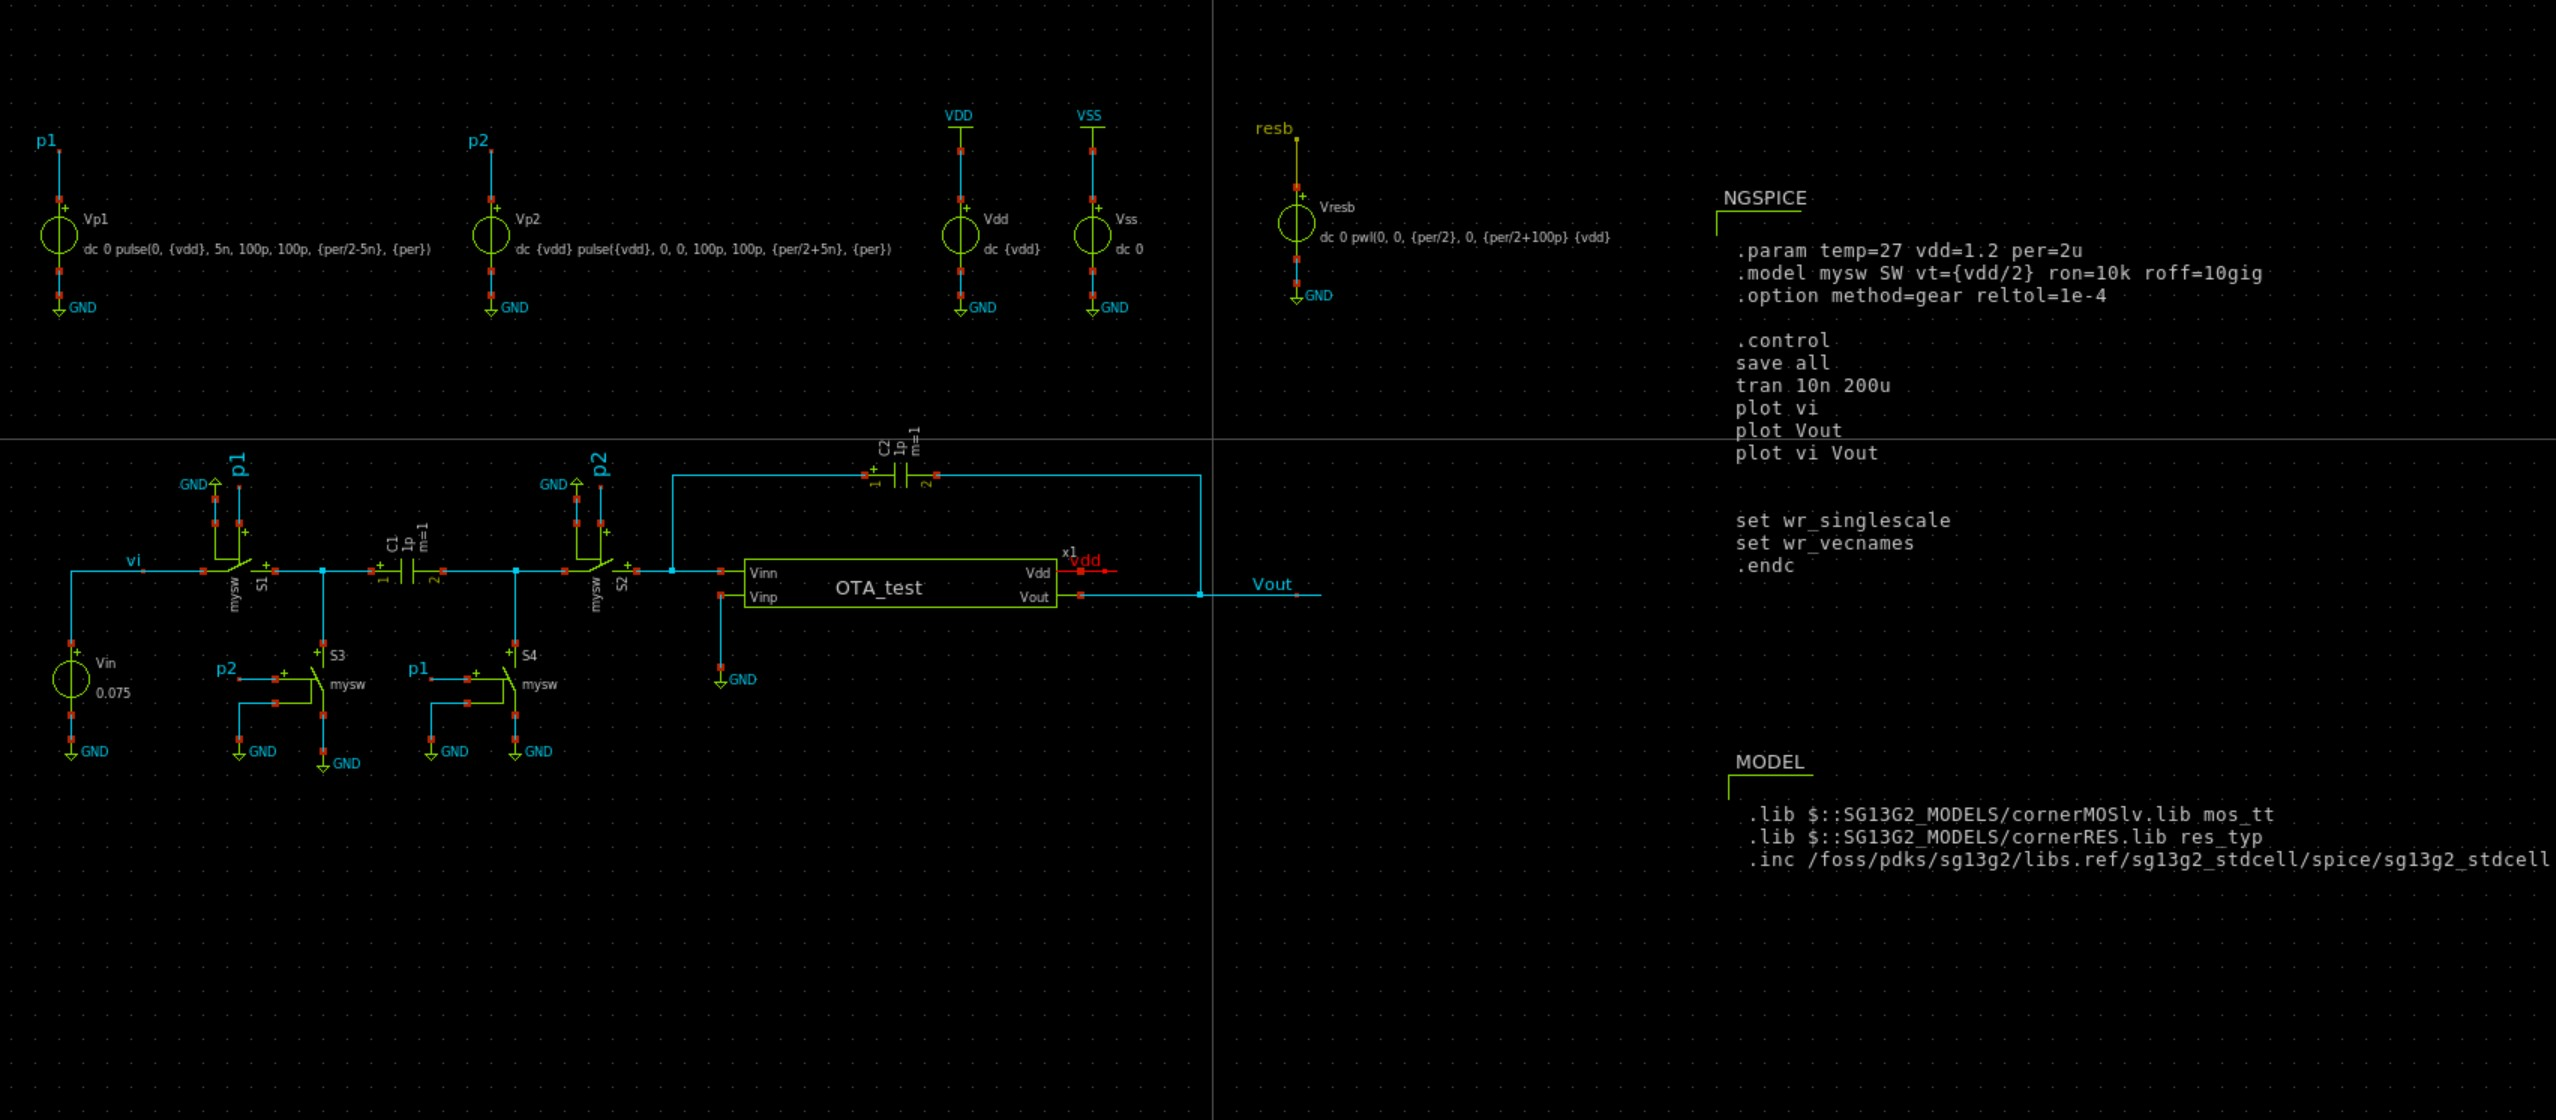 VDD
VSS
resb
p1
p2
Vp1
dc 0 pulse(0, {vdd}, 5n, 100p, 100p, {per/2-5n}, {per})
GND
Vp2
dc {vdd} pulse({vdd}, 0, 0, 100p, 100p, {per/2+5n}, {per})
GND
Vdd
dc {vdd}
GND
Vss
dc 0
GND
Vresb
dc 0 pwl(0, 0, {per/2}, 0, {per/2+100p} {vdd})
GND
NGSPICE
.param temp=27 vdd=1.2 per=2u
.model mysw SW vt={vdd/2} ron=10k roff=10gig
.option method=gear reltol=1e-4
.control
save all
tran 10n 200u
plot vi
plot Vout
plot vi Vout
set wr_singlescale
set wr_vecnames
.endc
p1
GND
vi
mysw
S1
C1
1p
m=1
1
2
p2
GND
mysw
S2
C2
1p
m=1
1
2
x1
vdd
Vinn
Vdd
OTA_test
Vinp
Vout
Vout
GND
Vin
0.075
GND
p2
S3
mysw
GND
GND
p1
S4
mysw
GND
GND
MODEL
.lib $::SG13G2_MODELS/cornerMOSlv.lib mos_tt
.lib $::SG13G2_MODELS/cornerRES.lib res_typ
.inc /foss/pdks/sg13g2/libs.ref/sg13g2_stdcell/spice/sg13g2_stdcell